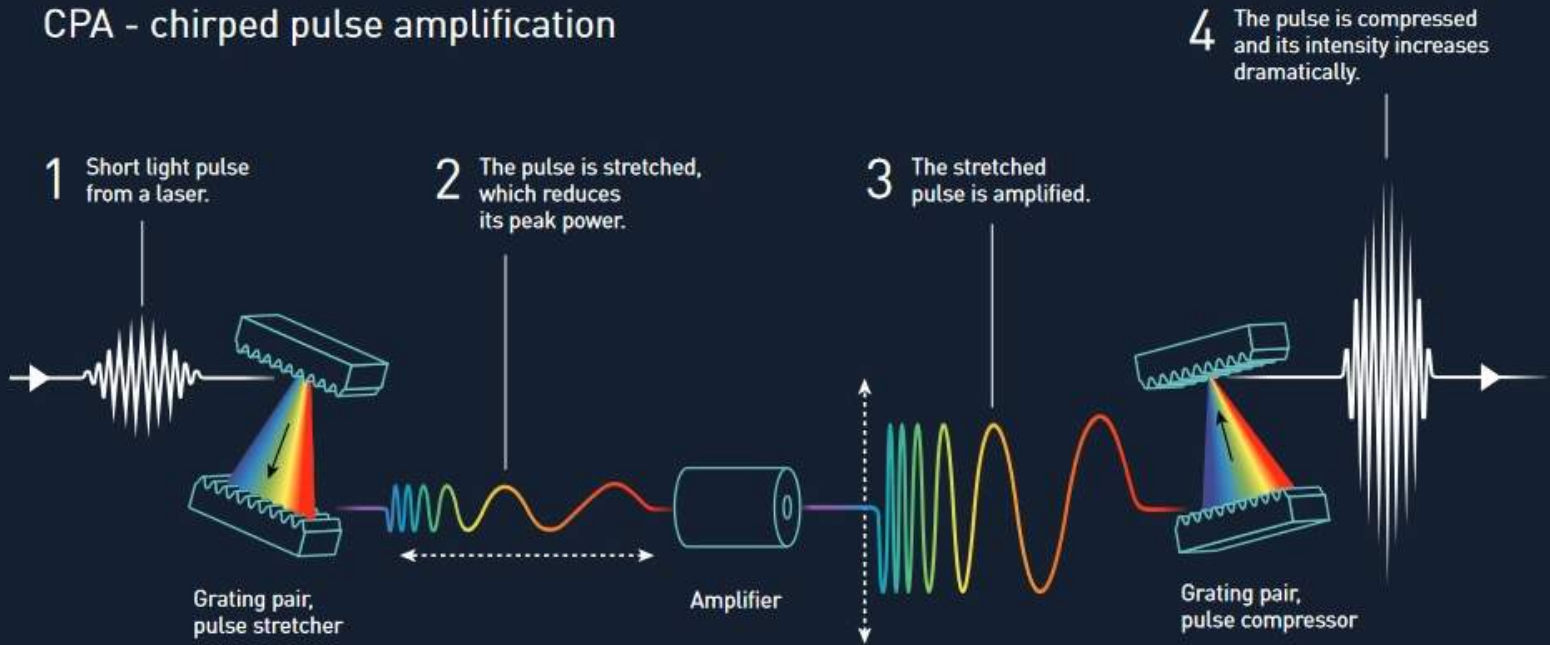 CPA - chirped pulse amplification
1
Short light pulse
from a laser.
2
The pulse is stretched,
which reduces
its peak power.
3
The stretched
pulse is amplified.
4
The pulse is compressed
and its intensity increases
dramatically.
Grating pair,
pulse stretcher
Amplifier
Grating pair,
pulse compressor